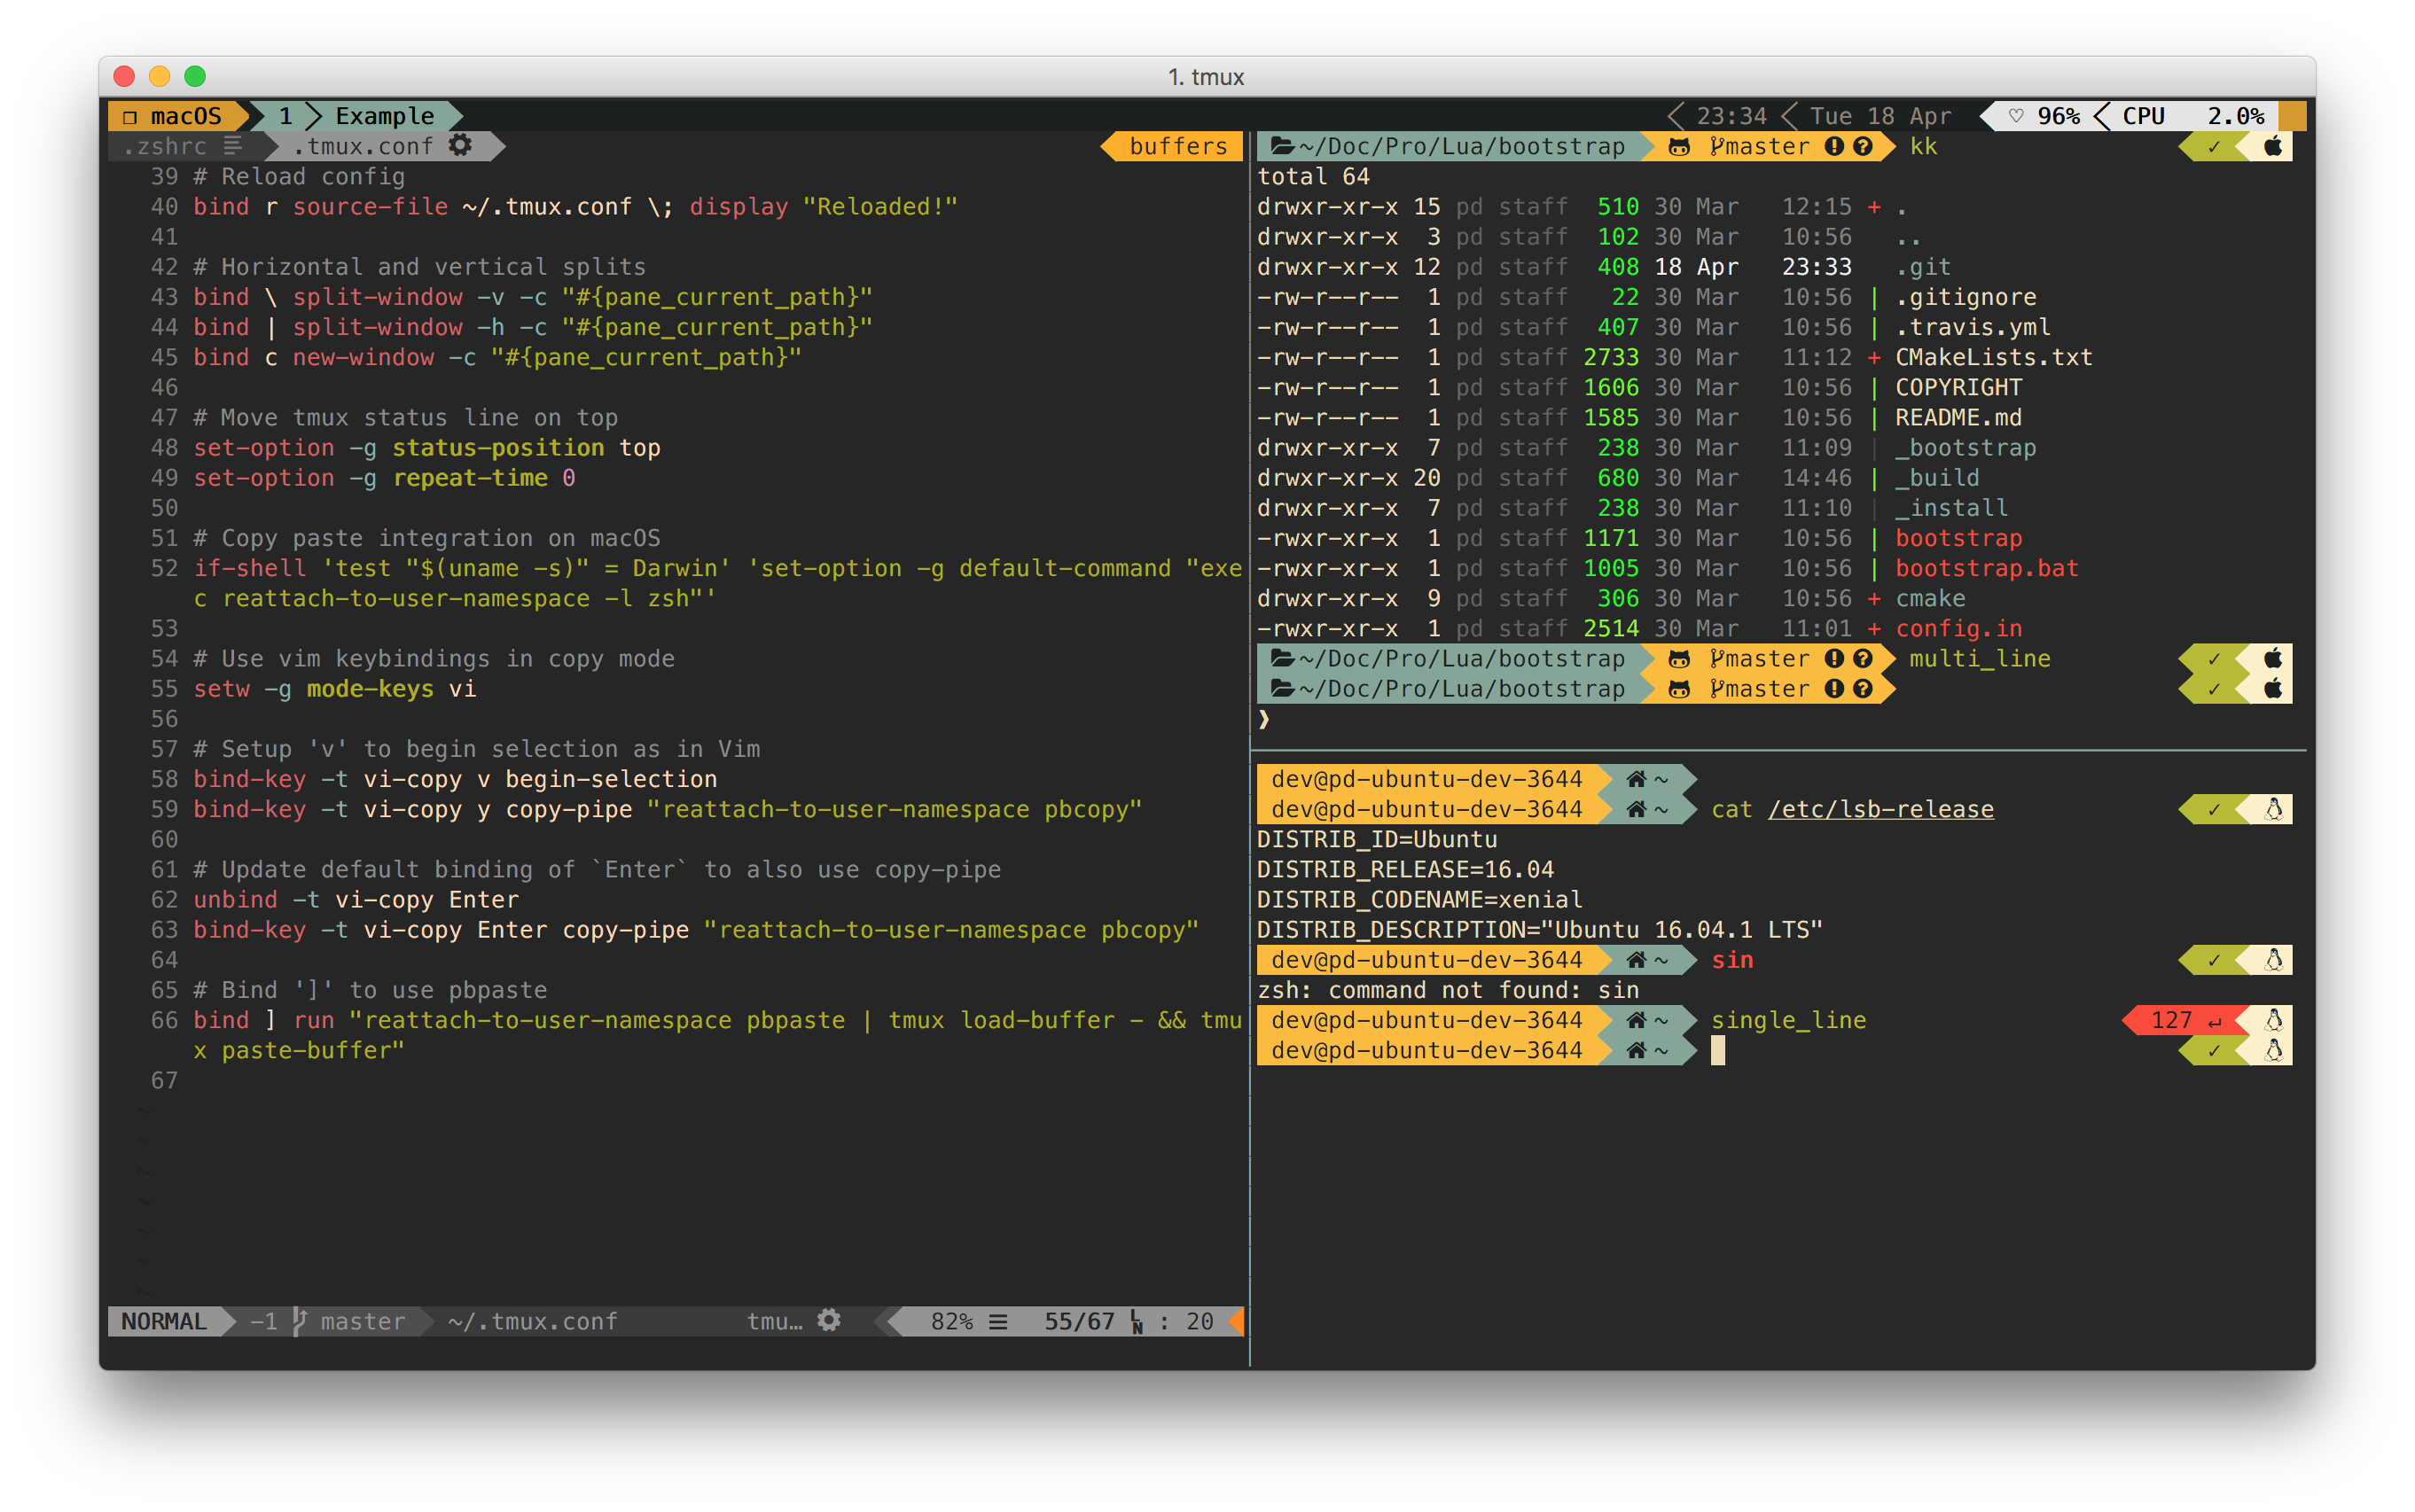 1. tmux
❐ macOS 1 Example 23:34 Tue 18 Apr ♡ 96% CPU 2.0%
.zshrc .tmux.conf buffers
39 # Reload config
40 bind r source-file ~/.tmux.conf \; display "Reloaded!"
41
42 # Horizontal and vertical splits
43 bind \ split-window -v -c "#{pane_current_path}"
44 bind | split-window -h -c "#{pane_current_path}"
45 bind c new-window -c "#{pane_current_path}"
46
47 # Move tmux status line on top
48 set-option -g status-position top
49 set-option -g repeat-time 0
50
51 # Copy paste integration on macOS
52 if-shell 'test "$(uname -s)" = Darwin' 'set-option -g default-command "exe
c reattach-to-user-namespace -l zsh"'
53
54 # Use vim keybindings in copy mode
55 setw -g mode-keys vi
56
57 # Setup 'v' to begin selection as in Vim
58 bind-key -t vi-copy v begin-selection
59 bind-key -t vi-copy y copy-pipe "reattach-to-user-namespace pbcopy"
60
61 # Update default binding of `Enter` to also use copy-pipe
62 unbind -t vi-copy Enter
63 bind-key -t vi-copy Enter copy-pipe "reattach-to-user-namespace pbcopy"
64
65 # Bind ']' to use pbpaste
66 bind ] run "reattach-to-user-namespace pbpaste | tmux load-buffer - && tmu
x paste-buffer"
67
~
~
~
~
~
~
~
NORMAL -1 master ~/.tmux.conf tmu… 82% ☰ 55/67 LN : 20
~/Doc/Pro/Lua/bootstrap master ! ? kk ✓
total 64
drwxr-xr-x 15 pd staff 510 30 Mar 12:15 + .
drwxr-xr-x 3 pd staff 102 30 Mar 10:56 ..
drwxr-xr-x 12 pd staff 408 18 Apr 23:33 .git
-rw-r--r-- 1 pd staff 22 30 Mar 10:56 | .gitignore
-rw-r--r-- 1 pd staff 407 30 Mar 10:56 | .travis.yml
-rw-r--r-- 1 pd staff 2733 30 Mar 11:12 + CMakeLists.txt
-rw-r--r-- 1 pd staff 1606 30 Mar 10:56 | COPYRIGHT
-rw-r--r-- 1 pd staff 1585 30 Mar 10:56 | README.md
drwxr-xr-x 7 pd staff 238 30 Mar 11:09 | _bootstrap
drwxr-xr-x 20 pd staff 680 30 Mar 14:46 | _build
drwxr-xr-x 7 pd staff 238 30 Mar 11:10 | _install
-rwxr-xr-x 1 pd staff 1171 30 Mar 10:56 | bootstrap
-rwxr-xr-x 1 pd staff 1005 30 Mar 10:56 | bootstrap.bat
drwxr-xr-x 9 pd staff 306 30 Mar 10:56 + cmake
-rwxr-xr-x 1 pd staff 2514 30 Mar 11:01 + config.in
~/Doc/Pro/Lua/bootstrap master ! ? multi_line ✓
~/Doc/Pro/Lua/bootstrap master ! ? ✓
❯
dev@pd-ubuntu-dev-3644 ~
dev@pd-ubuntu-dev-3644 ~ cat /etc/lsb-release ✓
DISTRIB_ID=Ubuntu
DISTRIB_RELEASE=16.04
DISTRIB_CODENAME=xenial
DISTRIB_DESCRIPTION="Ubuntu 16.04.1 LTS"
dev@pd-ubuntu-dev-3644 ~ sin ✓
zsh: command not found: sin
dev@pd-ubuntu-dev-3644 ~ single_line 127 ↵
dev@pd-ubuntu-dev-3644 ~ ✓